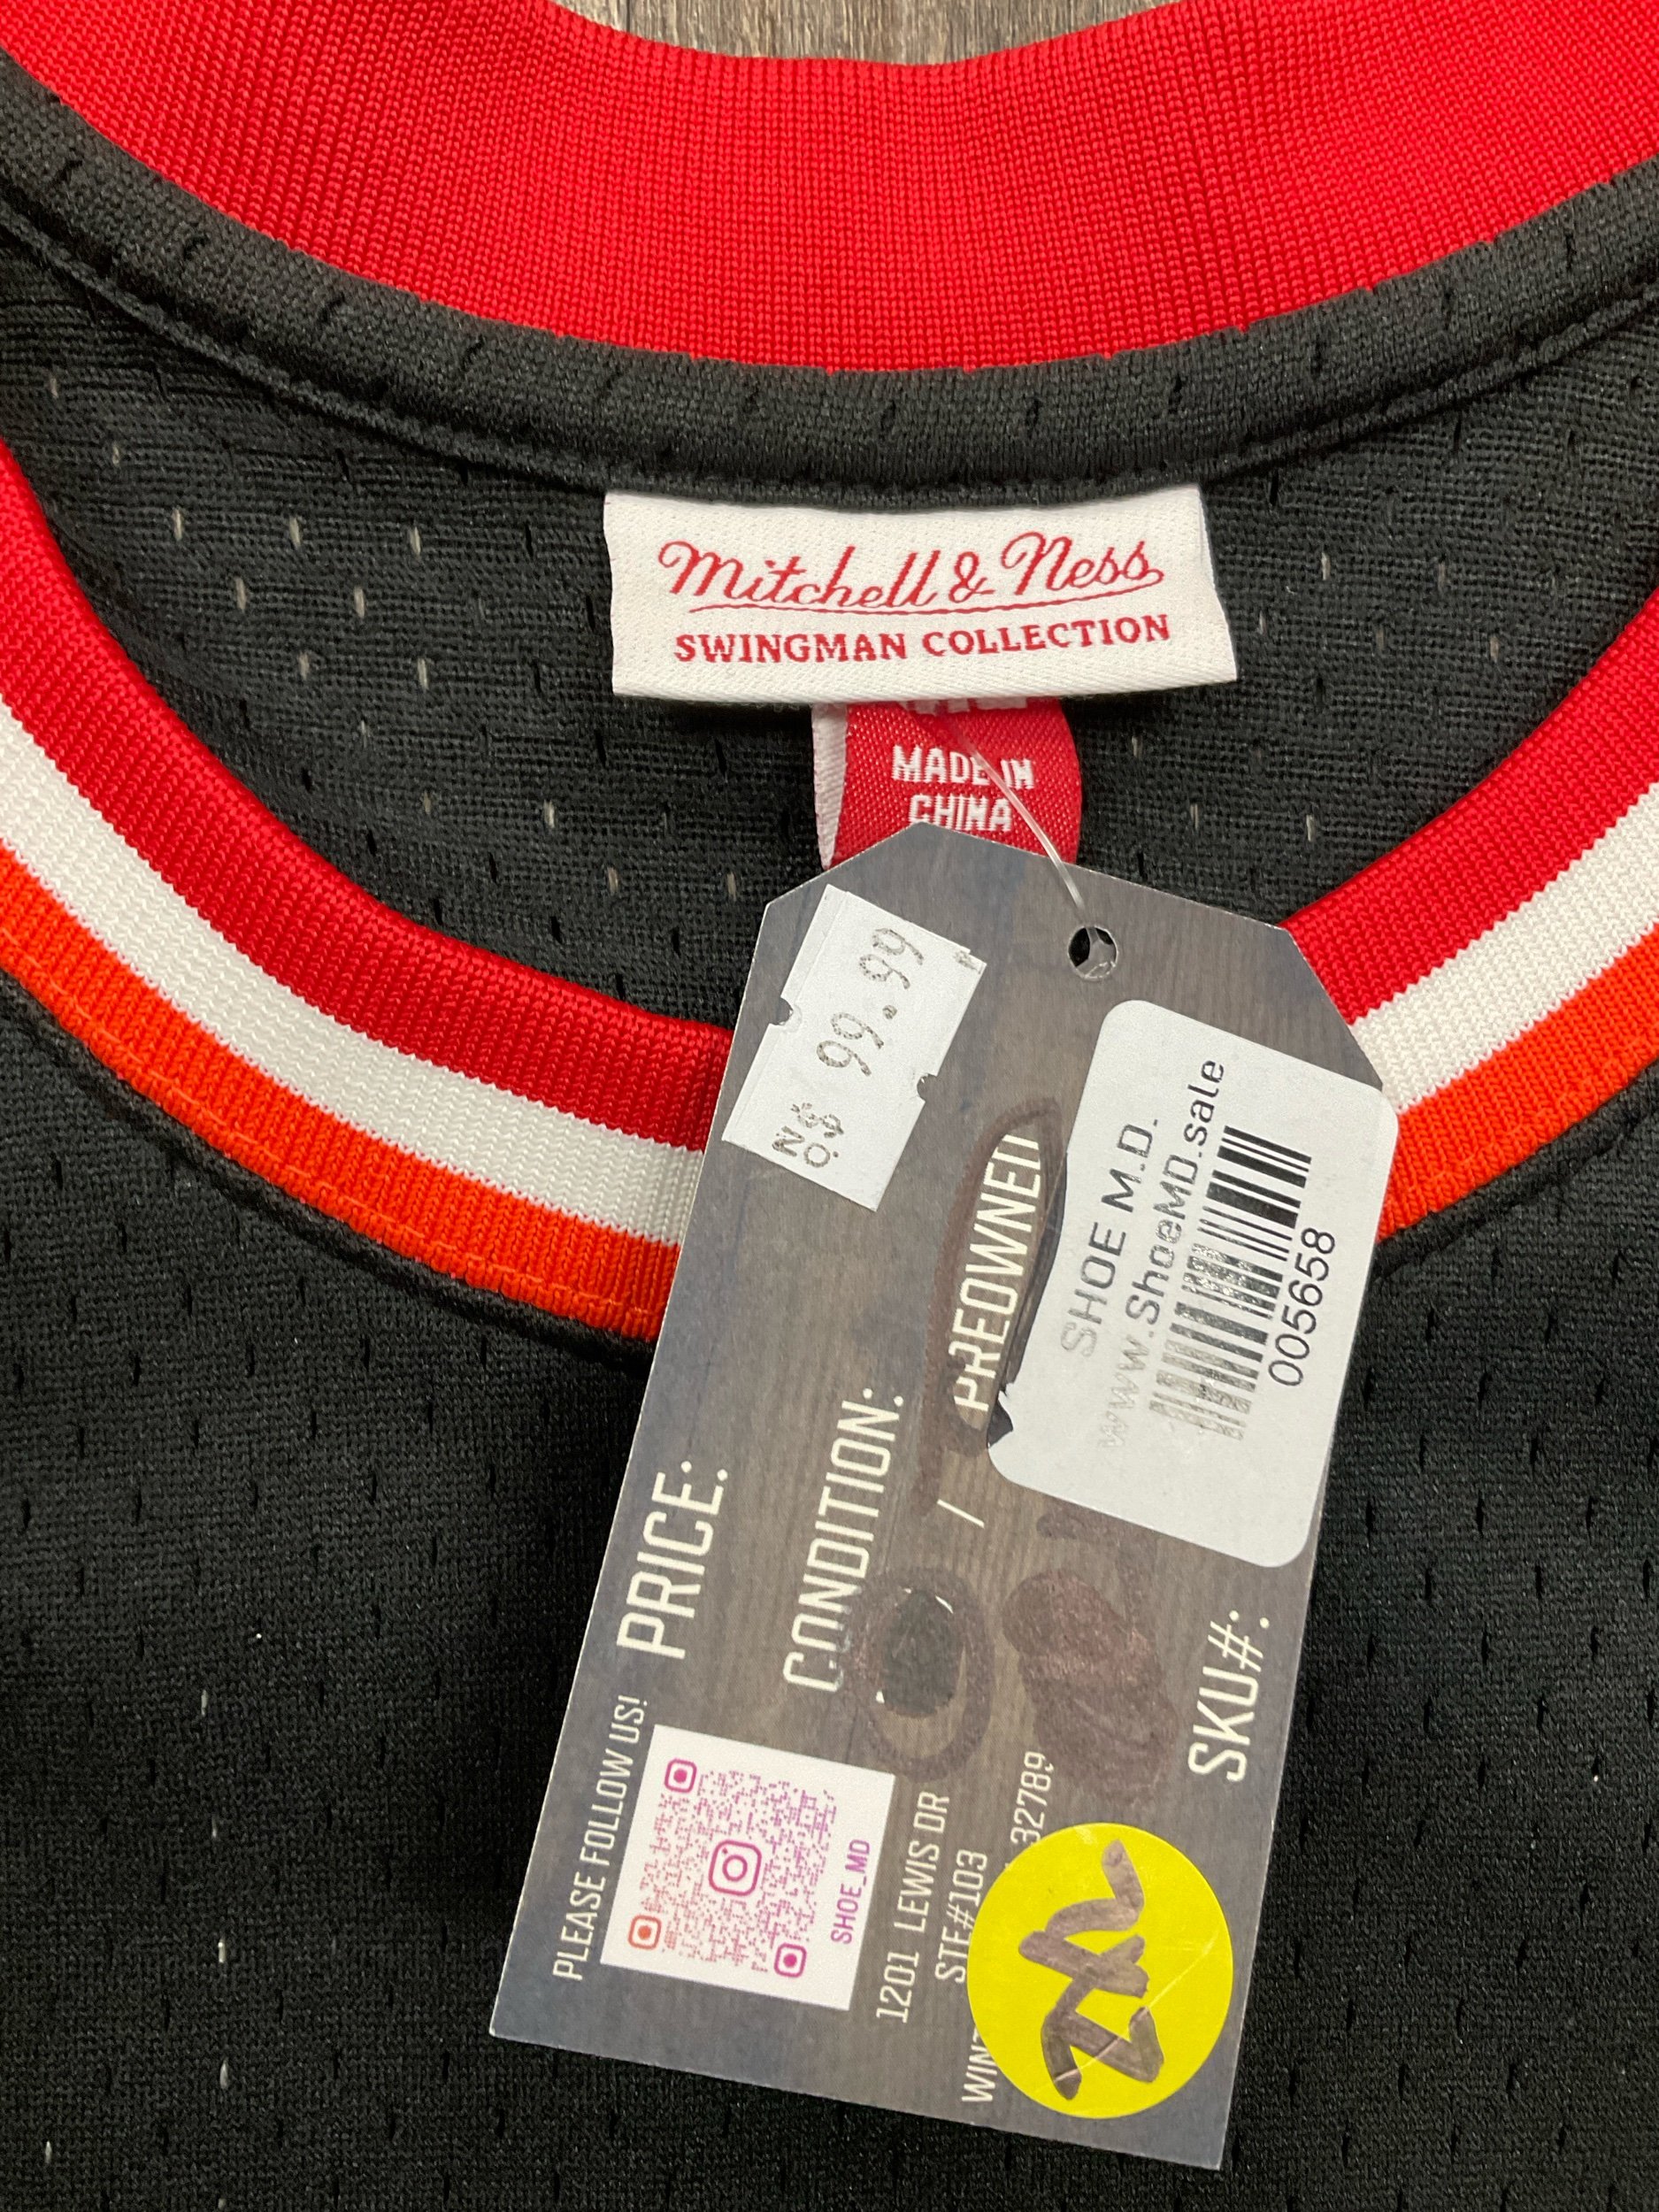 Mitchell & Ness
SWINGMAN COLLECTION
MADE IN
CHINA
$ 99.99
PRICE:
CONDITION:
/ PREOWNED
SHOE M.D.
www.ShoeMD.sale
005658
SKU#:
PLEASE FOLLOW US!
SHOE_MD
1201 LEWIS DR
STE#103
32789